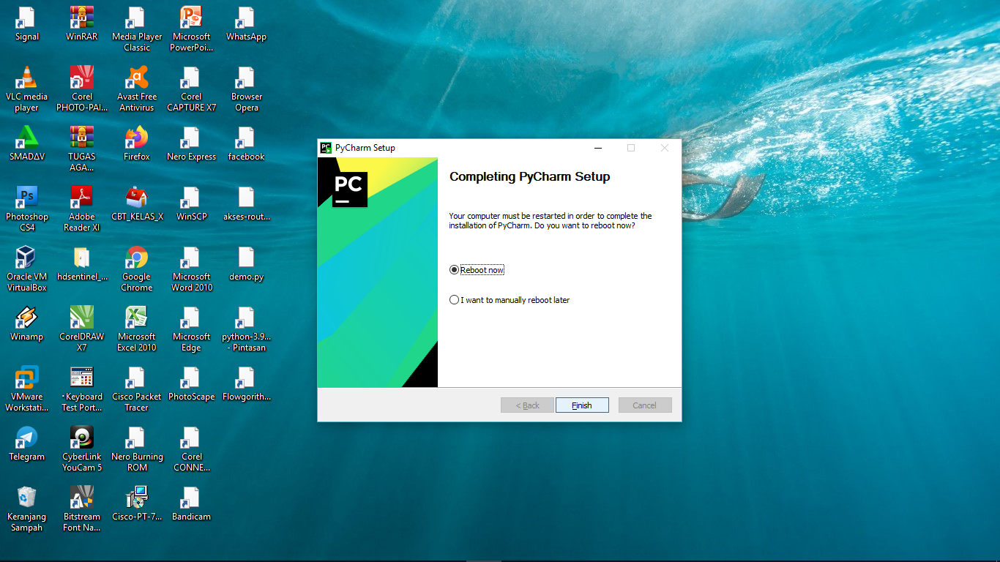 Signal
WinRAR
Media Player
Classic
Microsoft
PowerPoi...
WhatsApp
VLC media
player
Corel
PHOTO-PAI...
Avast Free
Antivirus
Corel
CAPTURE X7
Browser
Opera
SMADΔV
TUGAS
AGA...
Firefox
Nero Express
facebook
Ps
Photoshop
CS4
Adobe
Reader XI
CBT_KELAS_X
WinSCP
akses-rout...
Oracle VM
VirtualBox
hdsentinel_...
Google
Chrome
Microsoft
Word 2010
demo.py
Winamp
CorelDRAW
X7
Microsoft
Excel 2010
Microsoft
Edge
python-3.9...
- Pintasan
VMware
Workstati...
·Keyboard
Test Port...
Cisco Packet
Tracer
PhotoScape
Flowgorith...
Telegram
CyberLink
YouCam 5
Nero Burning
ROM
Corel
CONNE...
Keranjang
Sampah
Bitstream
Font Na...
Cisco-PT-7...
Bandicam
PC
PyCharm Setup
PC
Completing PyCharm Setup
Your computer must be restarted in order to complete the
installation of PyCharm. Do you want to reboot now?
Reboot now
I want to manually reboot later
< Back
Finish
Cancel